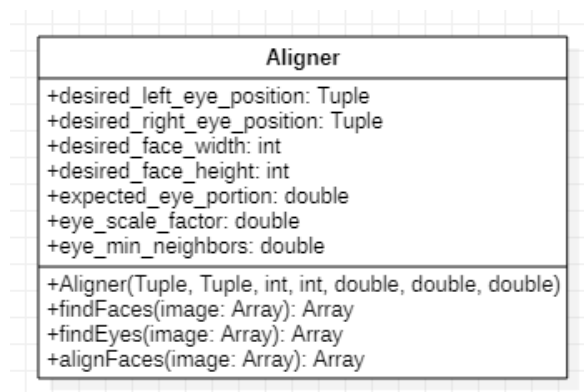 Aligner
+desired_left_eye_position: Tuple
+desired_right_eye_position: Tuple
+desired_face_width: int
+desired_face_height: int
+expected_eye_portion: double
+eye_scale_factor: double
+eye_min_neighbors: double
+Aligner(Tuple, Tuple, int, int, double, double, double)
+findFaces(image: Array): Array
+findEyes(image: Array): Array
+alignFaces(image: Array): Array